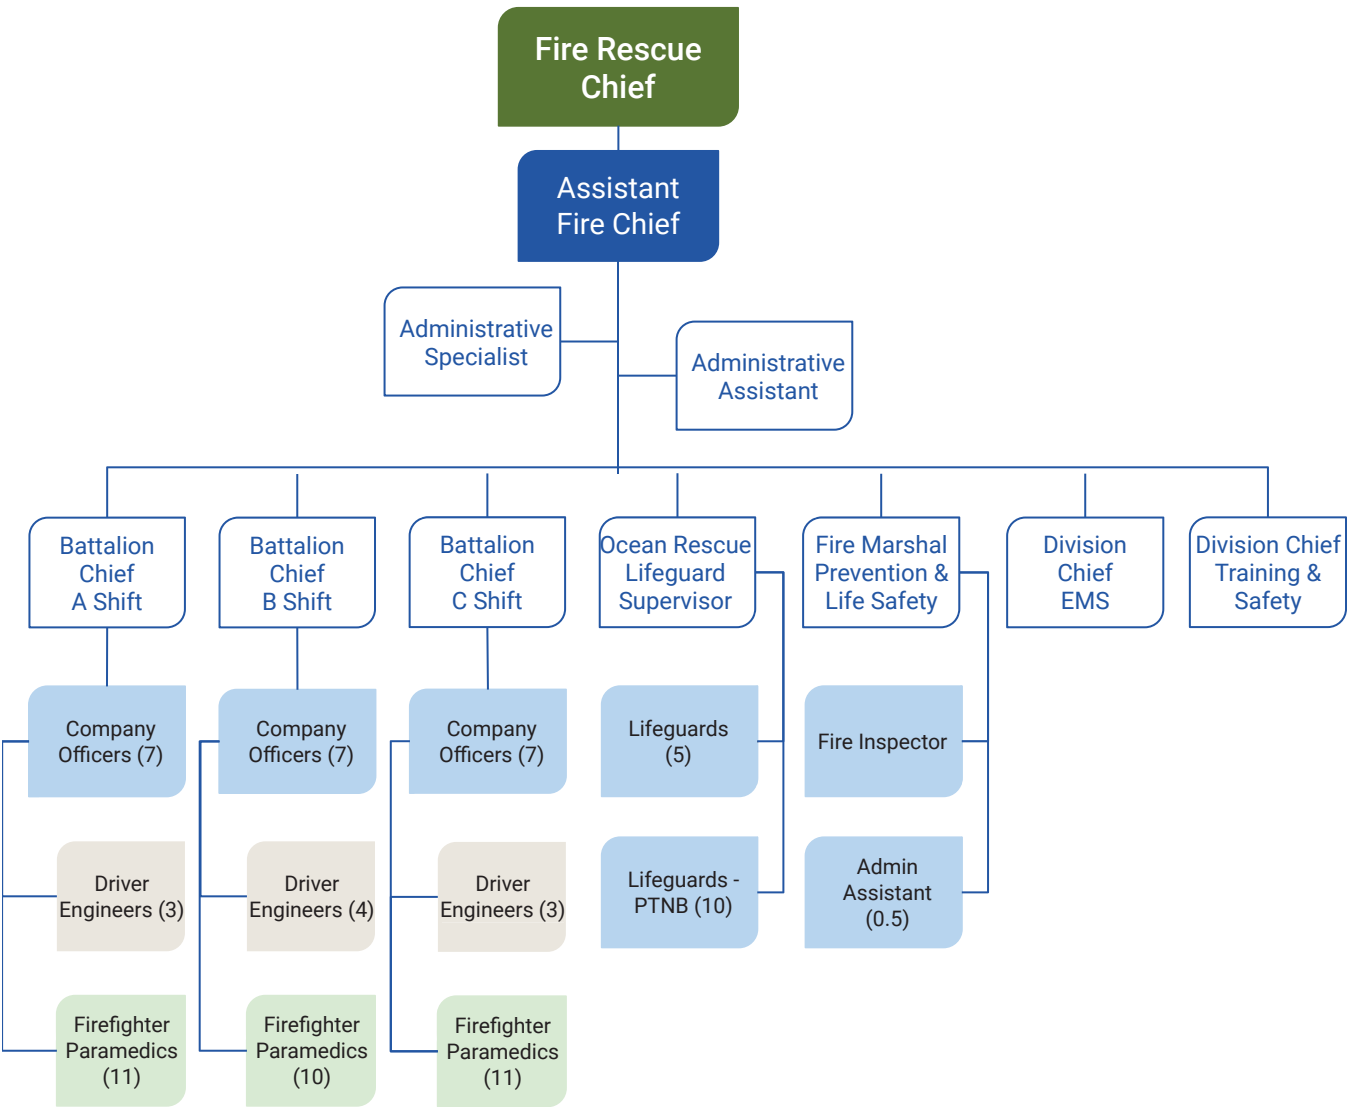 Fire Rescue
Chief
Assistant
Fire Chief
Administrative
Specialist
Administrative
Assistant
Battalion
Chief
A Shift
Battalion
Chief
B Shift
Battalion
Chief
C Shift
Ocean Rescue
Lifeguard
Supervisor
Fire Marshal
Prevention &
Life Safety
Division
Chief
EMS
Division Chief
Training &
Safety
Company
Officers (7)
Company
Officers (7)
Company
Officers (7)
Lifeguards
(5)
Fire Inspector
Driver
Engineers (3)
Driver
Engineers (4)
Driver
Engineers (3)
Lifeguards -
PTNB (10)
Admin
Assistant
(0.5)
Firefighter
Paramedics
(11)
Firefighter
Paramedics
(10)
Firefighter
Paramedics
(11)